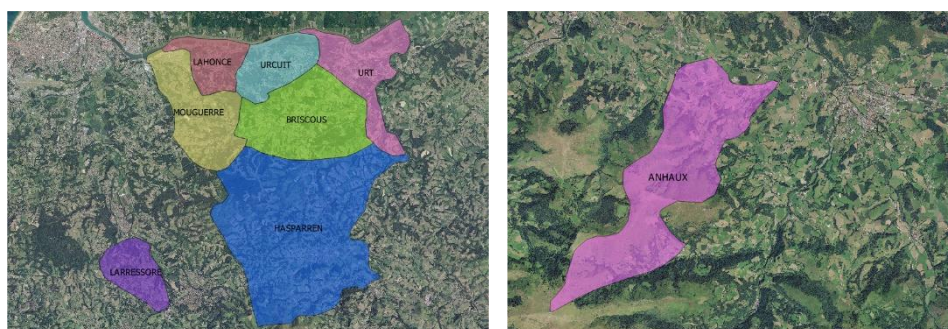 LAHONCE
URCUIT
URT
MOUGUERRE
BRISCOUS
HASPARREN
LARRESSORE
ANHAUX